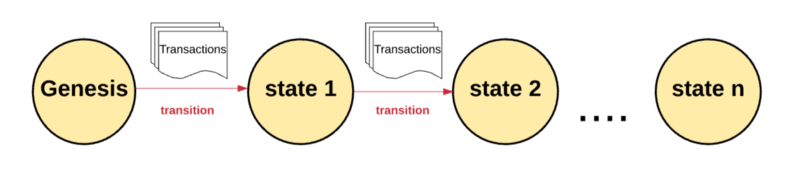 Transactions
Transactions
Genesis
state 1
state 2
state n
transition
transition
....